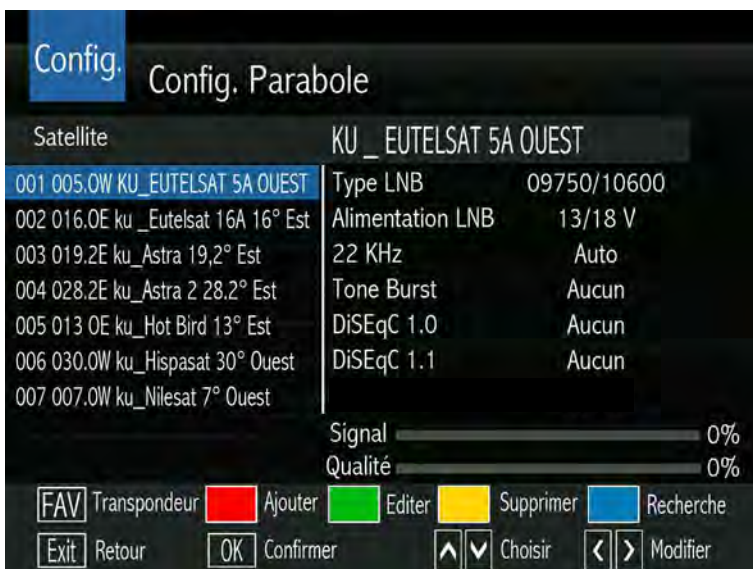 Config. Config. Parabole
Satellite KU _ EUTELSAT 5A OUEST
001 005.0W KU_EUTELSAT 5A OUEST Type LNB 09750/10600
002 016.0E ku _Eutelsat 16A 16° Est Alimentation LNB 13/18 V
003 019.2E ku_Astra 19,2° Est 22 KHz Auto
004 028.2E ku_Astra 2 28.2° Est Tone Burst Aucun
005 013 0E ku_Hot Bird 13° Est DiSEqC 1.0 Aucun
006 030.0W ku_Hispasat 30° Ouest DiSEqC 1.1 Aucun
007 007.0W ku_Nilesat 7° Ouest
Signal 0%
Qualité 0%
FAV Transpondeur Ajouter Editer Supprimer Recherche
Exit Retour OK Confirmer Choisir Modifier